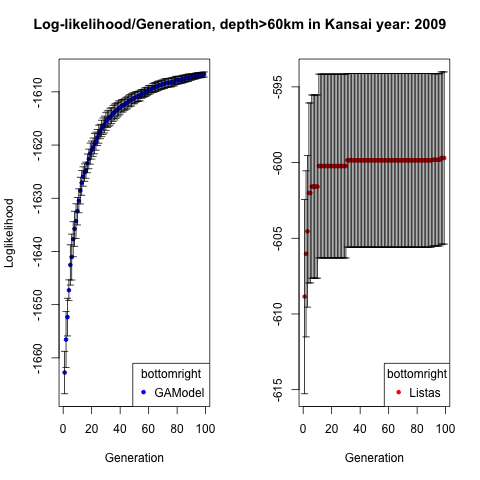 Log-likelihood/Generation, depth>60km in Kansai year: 2009
Loglikelihood
-1610
-1620
-1630
-1640
-1650
-1660
0 20 40 60 80 100
Generation
bottomright
GAModel
-595
-600
-605
-610
-615
0 20 40 60 80 100
Generation
bottomright
Listas